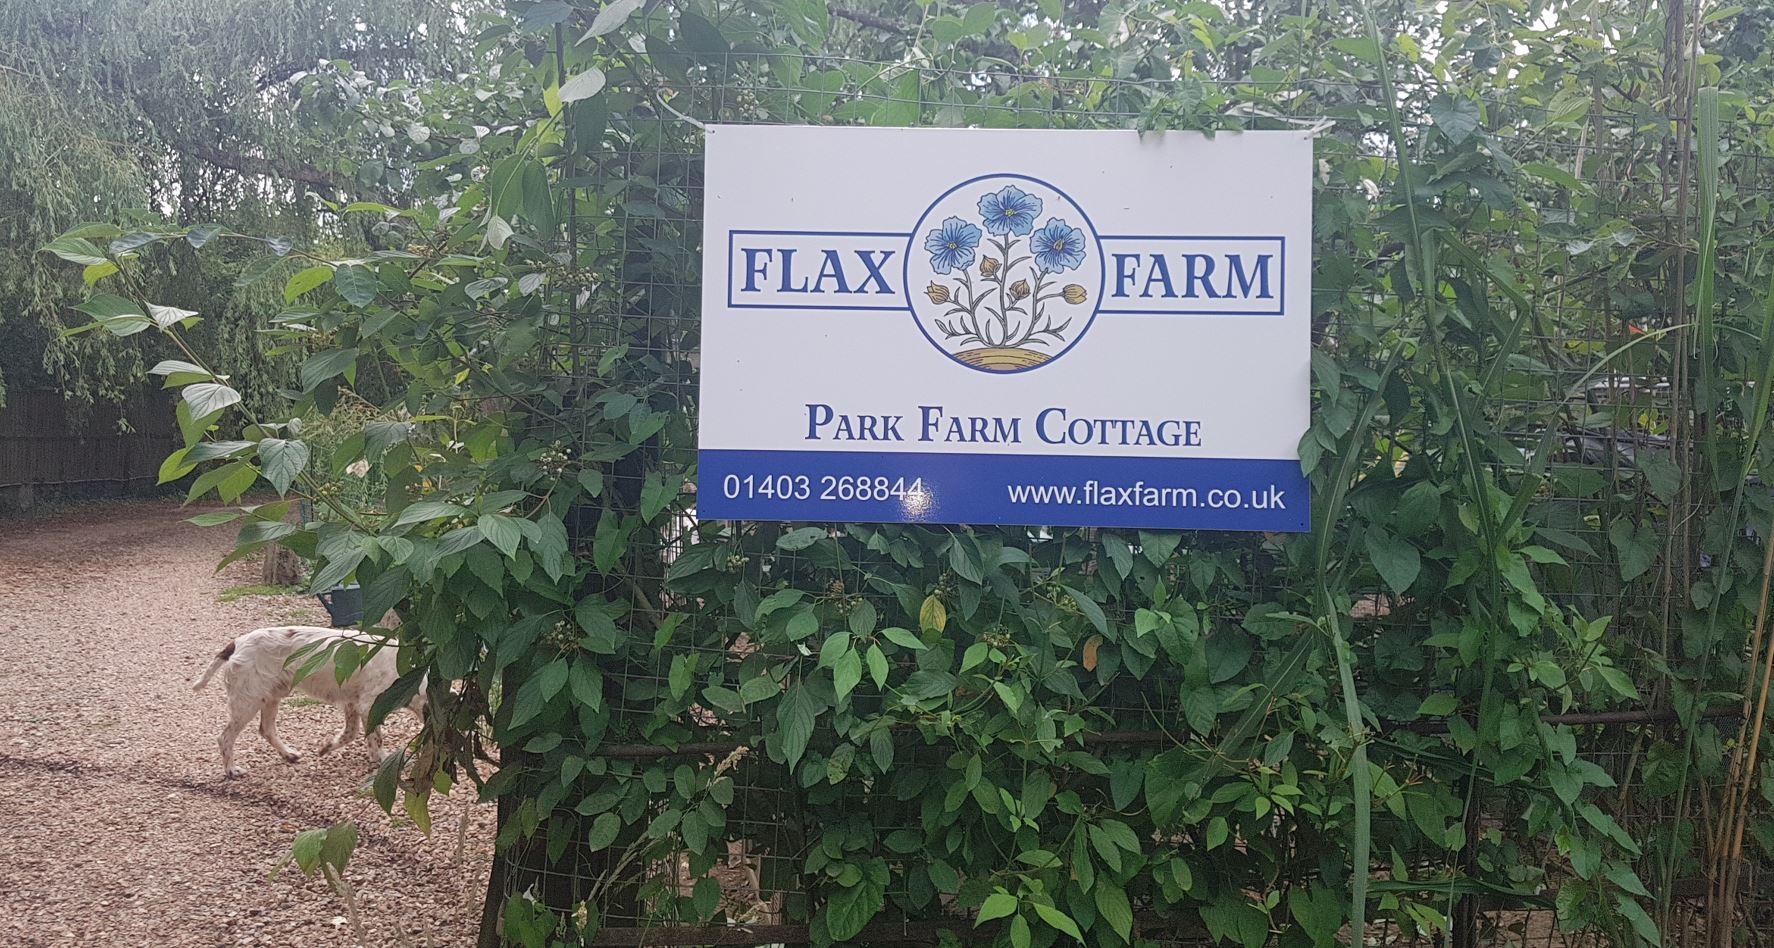 FLAX FARM
PARK FARM COTTAGE
01403 268844 www.flaxfarm.co.uk